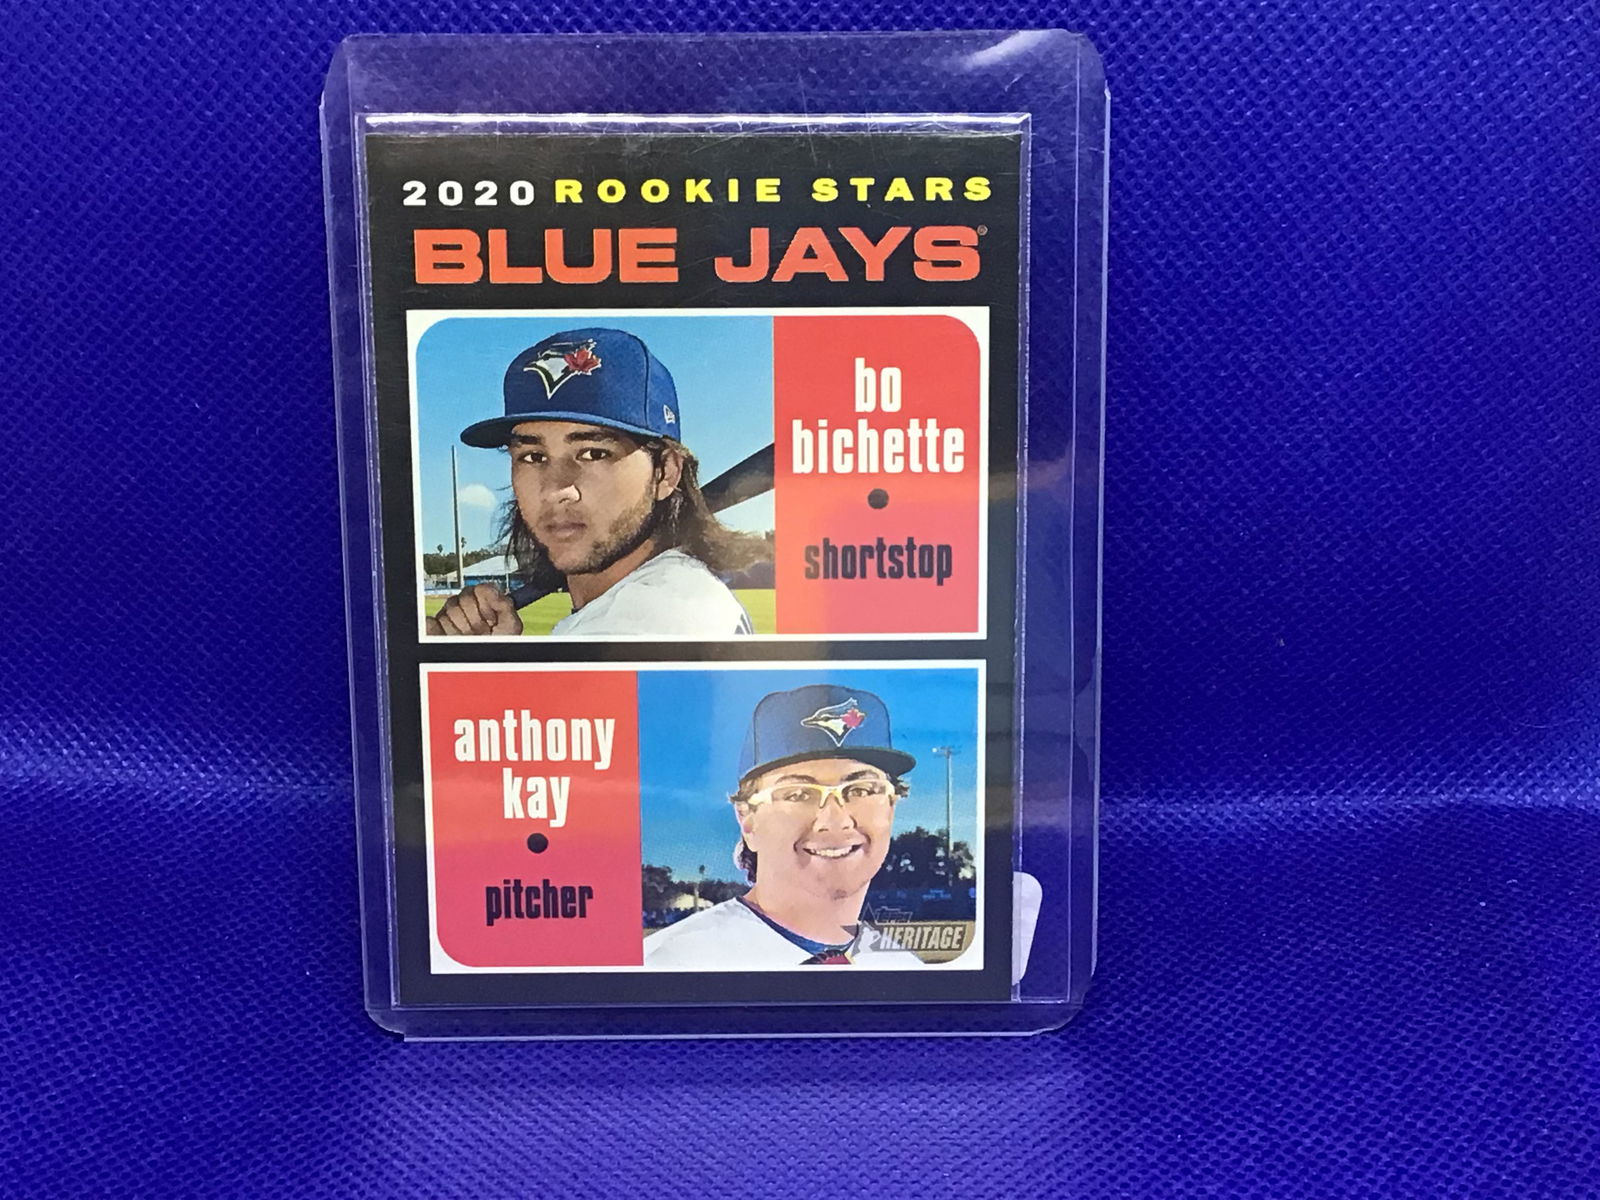 2020 ROOKIE STARS
BLUE JAYS®
bo
bichette
shortstop
anthony
kay
pitcher
Topps
HERITAGE